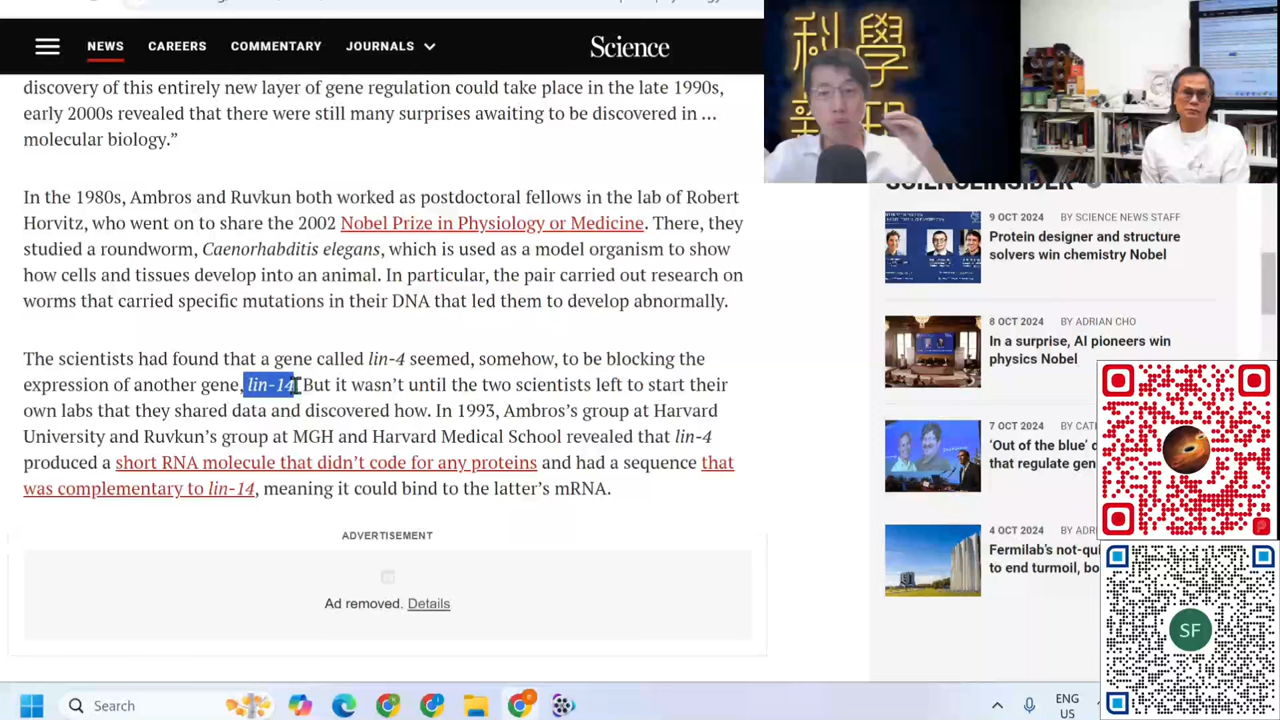 NEWS
CAREERS
COMMENTARY
JOURNALS
Science
科學
新知
discovery of this entirely new layer of gene regulation could take place in the late 1990s,
early 2000s revealed that there were still many surprises awaiting to be discovered in …
molecular biology.”
In the 1980s, Ambros and Ruvkun both worked as postdoctoral fellows in the lab of Robert
Horvitz, who went on to share the 2002 Nobel Prize in Physiology or Medicine. There, they
studied a roundworm, Caenorhabditis elegans, which is used as a model organism to show
how cells and tissues develop into an animal. In particular, the pair carried out research on
worms that carried specific mutations in their DNA that led them to develop abnormally.
The scientists had found that a gene called lin-4 seemed, somehow, to be blocking the
expression of another gene, lin-14. But it wasn’t until the two scientists left to start their
own labs that they shared data and discovered how. In 1993, Ambros’s group at Harvard
University and Ruvkun’s group at MGH and Harvard Medical School revealed that lin-4
produced a short RNA molecule that didn’t code for any proteins and had a sequence that
was complementary to lin-14, meaning it could bind to the latter’s mRNA.
ADVERTISEMENT
Ad removed. Details
SCIENCEINSIDER
9 OCT 2024 BY SCIENCE NEWS STAFF
Protein designer and structure
solvers win chemistry Nobel
8 OCT 2024 BY ADRIAN CHO
In a surprise, AI pioneers win
physics Nobel
7 OCT 2024 BY CAT
‘Out of the blue’
that regulate gen
4 OCT 2024 BY ADR
Fermilab’s not-qu
to end turmoil, bo
SF
Search
ENG
US